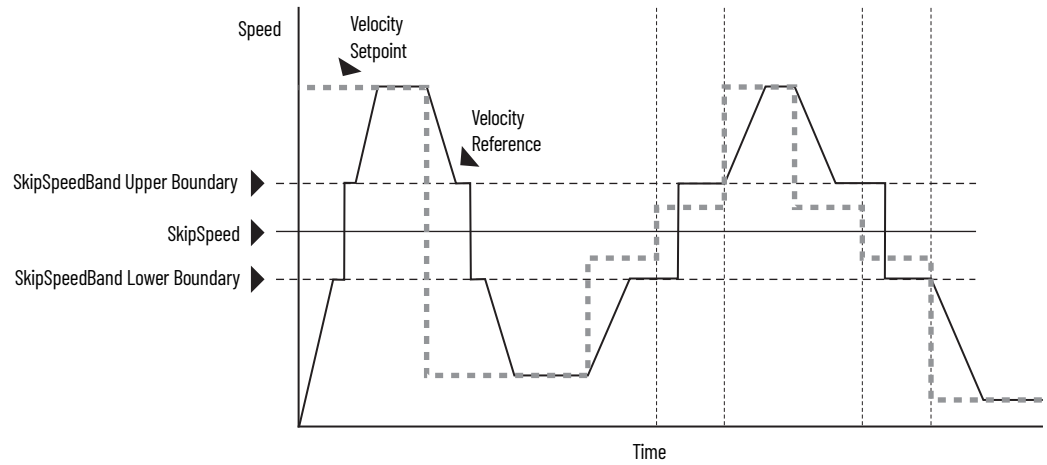 Speed
Velocity
Setpoint
Velocity
Reference
SkipSpeedBand Upper Boundary
SkipSpeed
SkipSpeedBand Lower Boundary
Time